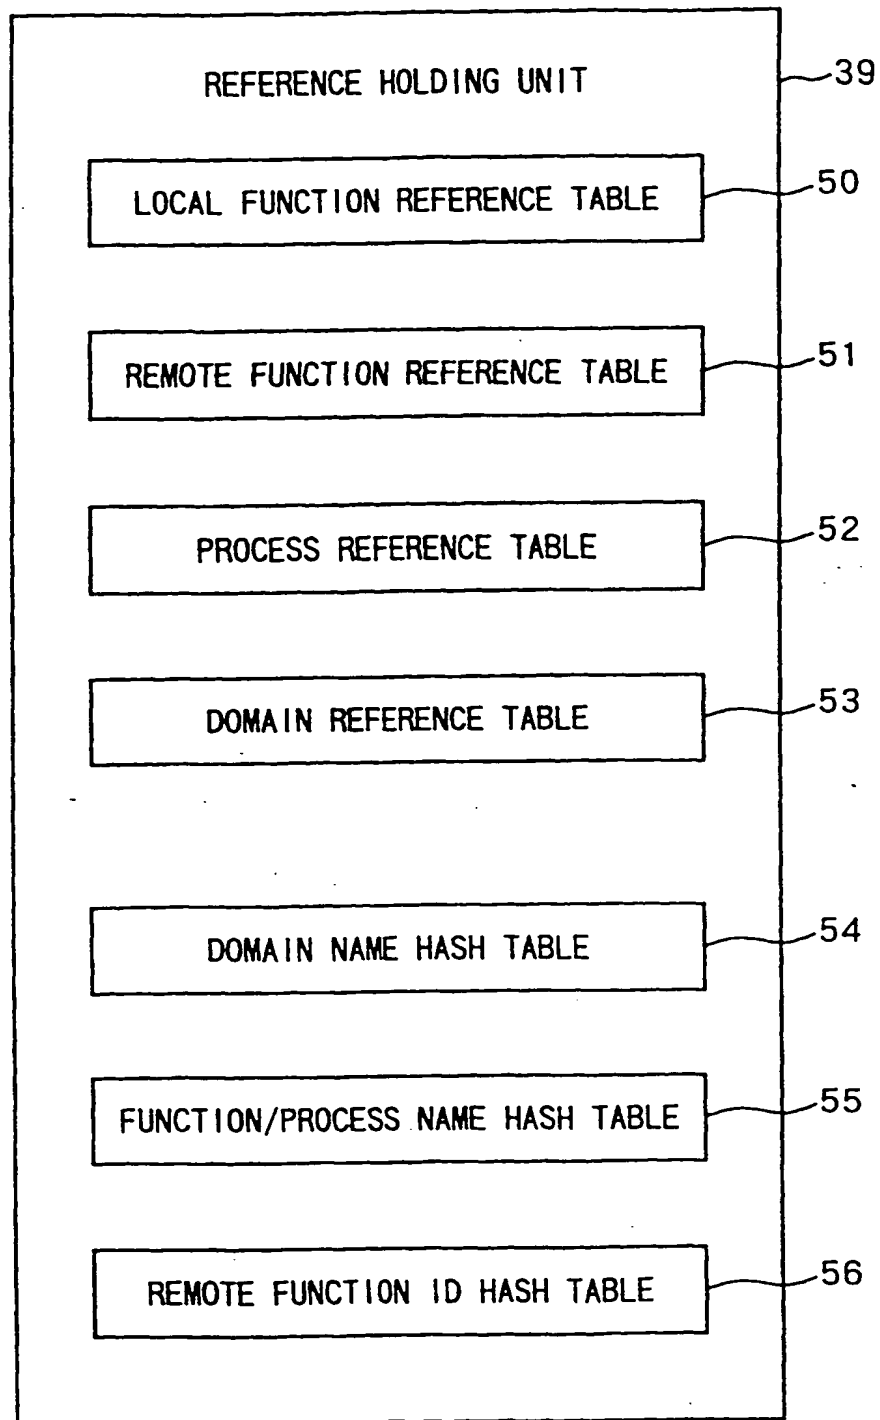 REFERENCE HOLDING UNIT
39
LOCAL FUNCTION REFERENCE TABLE
50
REMOTE FUNCTION REFERENCE TABLE
51
PROCESS REFERENCE TABLE
52
DOMAIN REFERENCE TABLE
53
DOMAIN NAME HASH TABLE
54
FUNCTION/PROCESS NAME HASH TABLE
55
REMOTE FUNCTION ID HASH TABLE
56